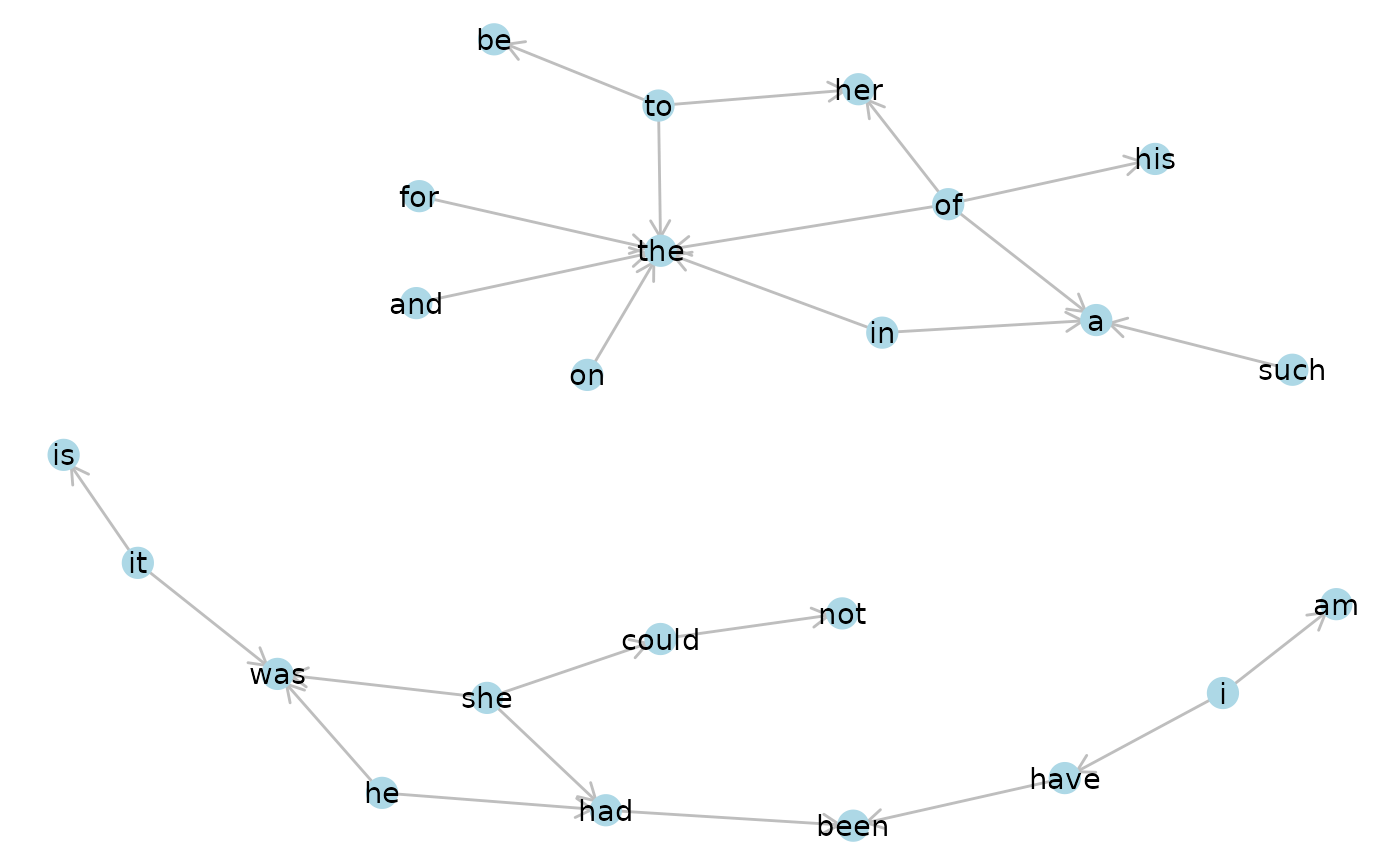 be
her
to
his
for
of
the
and
a
in
such
on
is
it
am
not
could
was
i
she
have
he
had
been